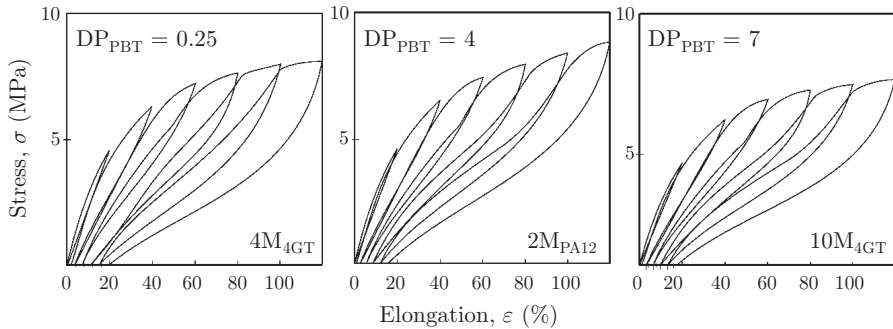 10
DP_PBT = 0.25
5
4M_4GT
0 20 40 60 80 100
10
DP_PBT = 4
5
2M_PA12
0 20 40 60 80 100
10
DP_PBT = 7
5
10M_4GT
0 20 40 60 80 100
Stress, σ (MPa)
Elongation, ε (%)